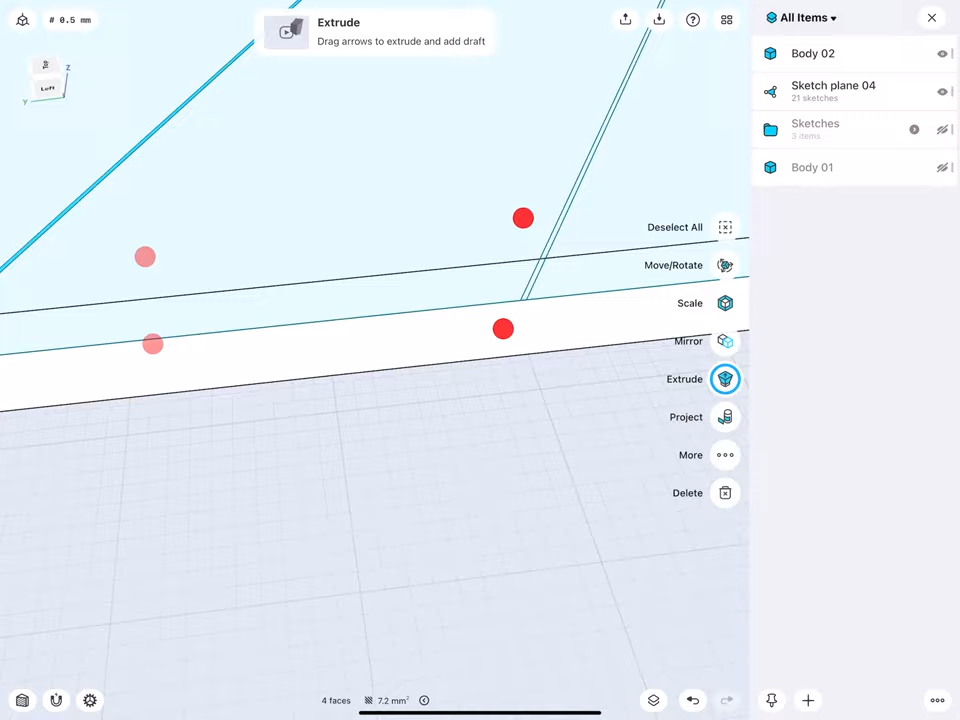 # 0.5 mm
Extrude
Drag arrows to extrude and add draft
All Items
Left
Z
Y
Body 02
Sketch plane 04
21 sketches
Sketches
3 items
Body 01
Deselect All
Move/Rotate
Scale
Mirror
Extrude
Project
More
Delete
4 faces
7.2 mm²